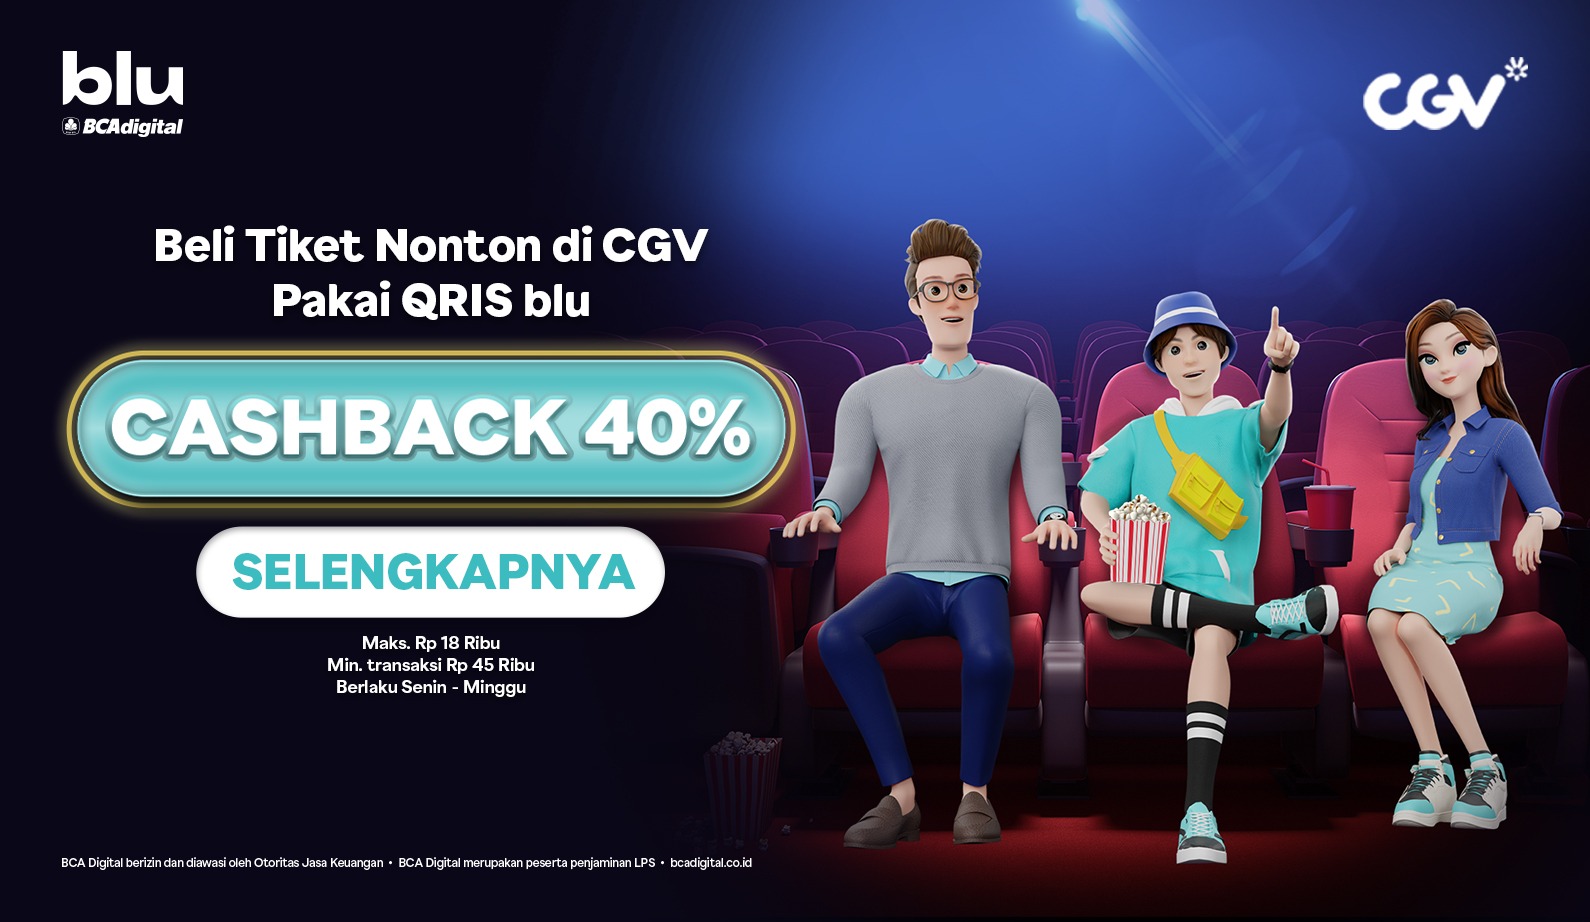 blu
BCAdigital
CGV
Beli Tiket Nonton di CGV
Pakai QRIS blu
CASHBACK 40%
SELENGKAPNYA
Maks. Rp 18 Ribu
Min. transaksi Rp 45 Ribu
Berlaku Senin - Minggu
BCA Digital berizin dan diawasi oleh Otoritas Jasa Keuangan • BCA Digital merupakan peserta penjaminan LPS • bcadigital.co.id